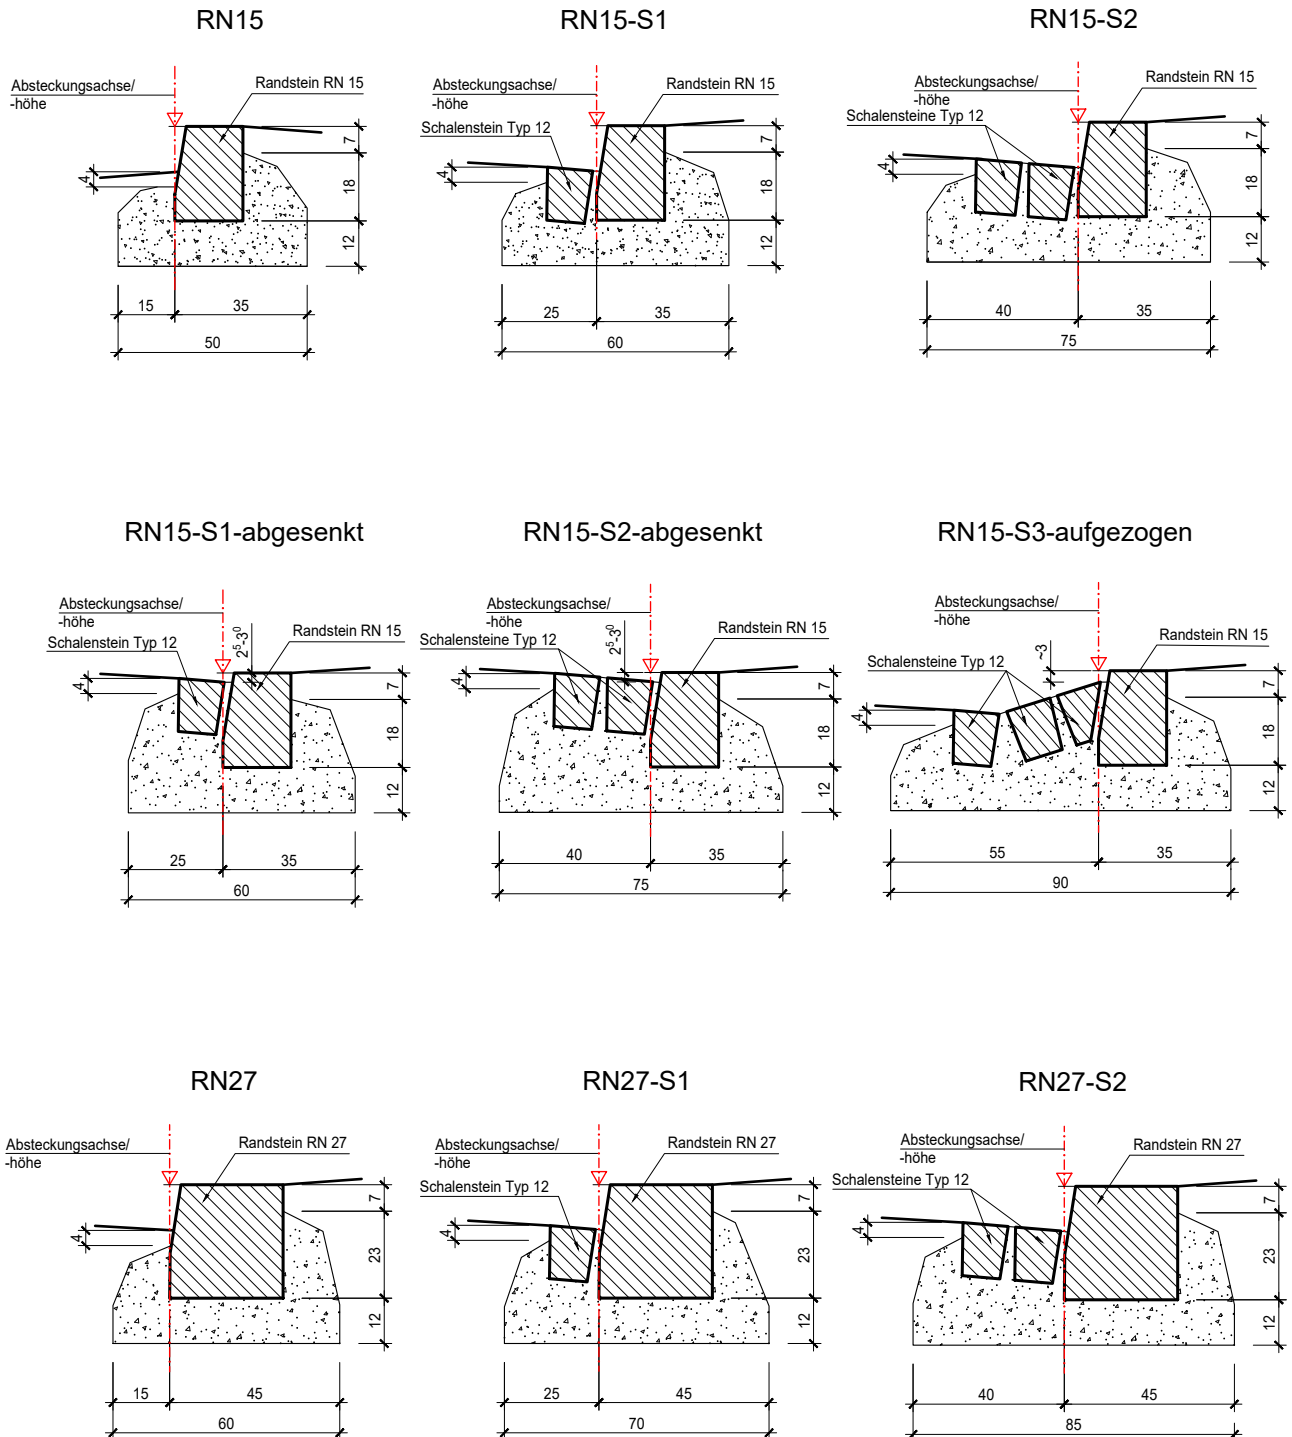 RN15
Absteckungsachse/
-höhe
Randstein RN 15
4
7
18
12
15
35
50
RN15-S1
Absteckungsachse/
-höhe
Randstein RN 15
Schalenstein Typ 12
4
7
18
12
25
35
60
RN15-S2
Absteckungsachse/
-höhe
Randstein RN 15
Schalensteine Typ 12
4
7
18
12
40
35
75
RN15-S1-abgesenkt
Absteckungsachse/
-höhe
Schalenstein Typ 12
Randstein RN 15
2⁵-3⁰
4
7
18
12
25
35
60
RN15-S2-abgesenkt
Absteckungsachse/
-höhe
Schalensteine Typ 12
Randstein RN 15
2⁵-3⁰
4
7
18
12
40
35
75
RN15-S3-aufgezogen
Absteckungsachse/
-höhe
Randstein RN 15
Schalensteine Typ 12
~3
4
7
18
12
55
35
90
RN27
Absteckungsachse/
-höhe
Randstein RN 27
4
7
23
12
15
45
60
RN27-S1
Absteckungsachse/
-höhe
Randstein RN 27
Schalenstein Typ 12
4
7
23
12
25
45
70
RN27-S2
Absteckungsachse/
-höhe
Randstein RN 27
Schalensteine Typ 12
4
7
23
12
40
45
85